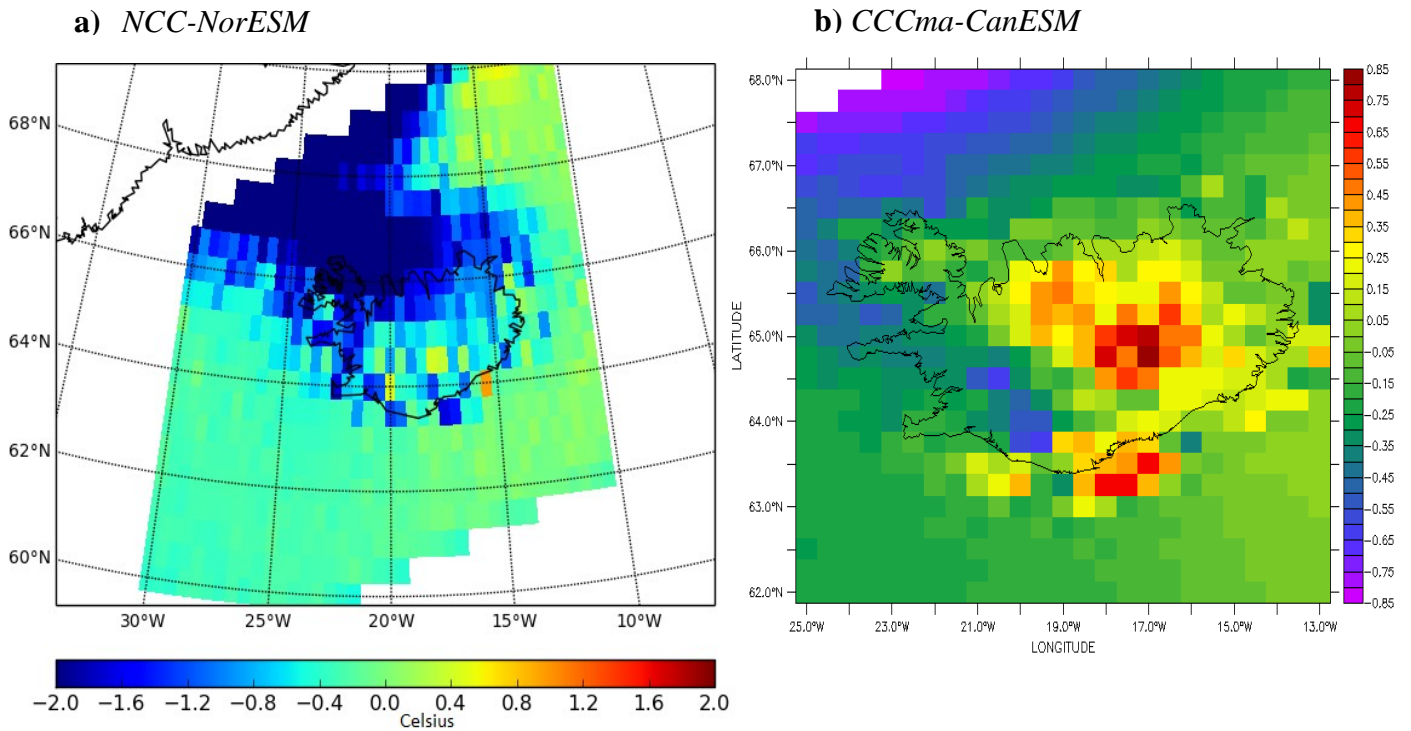 a) NCC-NorESM
68°N
66°N
64°N
62°N
60°N
30°W 25°W 20°W 15°W 10°W
−2.0 −1.6 −1.2 −0.8 −0.4 0.0 0.4 0.8 1.2 1.6 2.0
Celsius
b) CCCma-CanESM
68.0°N
67.0°N
66.0°N
65.0°N
64.0°N
63.0°N
62.0°N
LATITUDE
25.0°W 23.0°W 21.0°W 19.0°W 17.0°W 15.0°W 13.0°W
LONGITUDE
0.85
0.65
0.55
0.45
0.35
0.25
0.15
0.05
−0.05
−0.15
−0.25
−0.35
−0.45
−0.55
−0.65
−0.75
−0.85